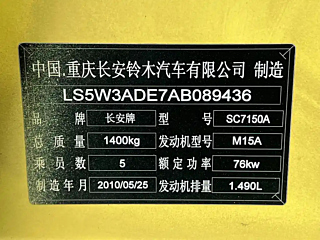 中国.重庆长安铃木汽车有限公司 制造
LS5W3ADE7AB089436
品 牌 长安牌 型 号 SC7150A
总 质 量 1400kg 发动机型号 M15A
乘 员 数 5 额 定 功 率 76kw
制 造 年 月 2010/05/25 发动机排量 1.490L